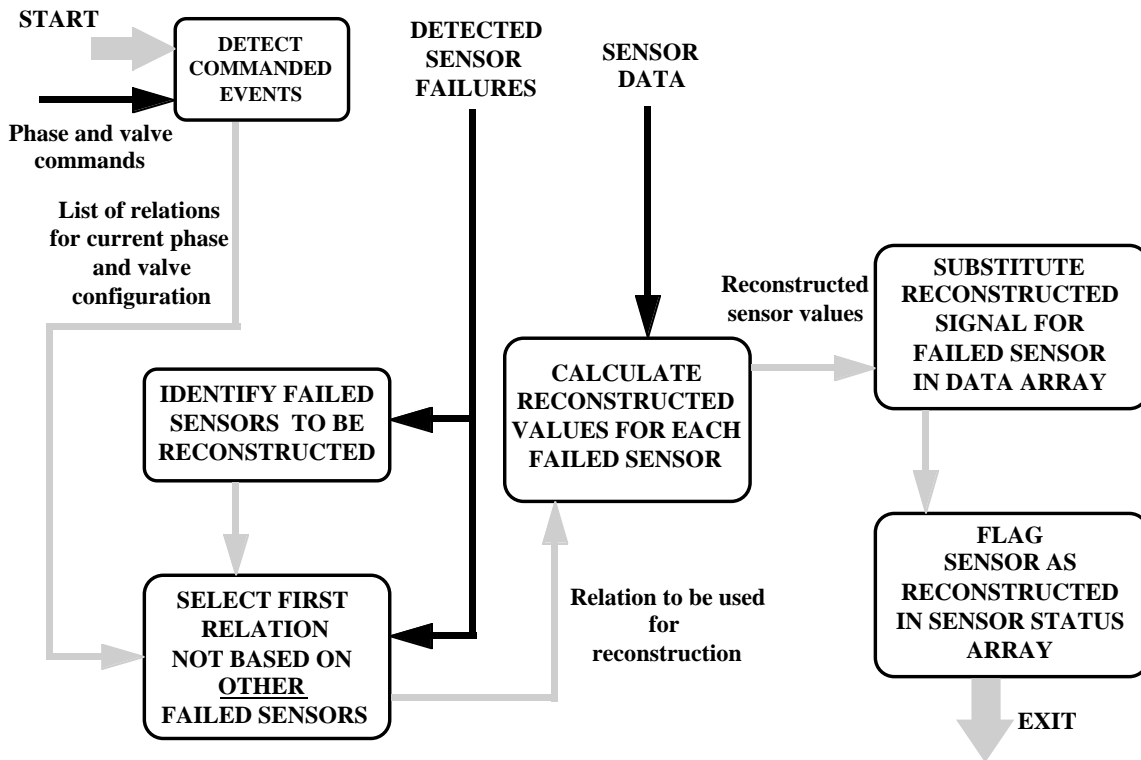 START
DETECT
COMMANDED
EVENTS
Phase and valve
commands
List of relations
for current phase
and valve
configuration
DETECTED
SENSOR
FAILURES
SENSOR
DATA
IDENTIFY FAILED
SENSORS TO BE
RECONSTRUCTED
SELECT FIRST
RELATION
NOT BASED ON
OTHER
FAILED SENSORS
CALCULATE
RECONSTRUCTED
VALUES FOR EACH
FAILED SENSOR
Relation to be used
for
reconstruction
Reconstructed
sensor values
SUBSTITUTE
RECONSTRUCTED
SIGNAL FOR
FAILED SENSOR
IN DATA ARRAY
FLAG
SENSOR AS
RECONSTRUCTED
IN SENSOR STATUS
ARRAY
EXIT